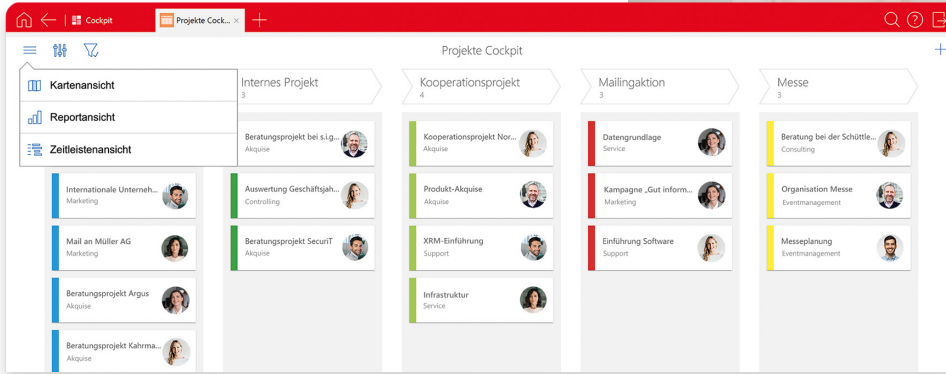 Cockpit
Projekte Cock...
Projekte Cockpit
Kartenansicht
Reportansicht
Zeitleistenansicht
Internes Projekt
3
Kooperationsprojekt
4
Mailingaktion
3
Messe
3
Internationale Unterneh...
Marketing
Mail an Müller AG
Marketing
Beratungsprojekt Argus
Akquise
Beratungsprojekt Kahrma...
Akquise
Beratungsprojekt bei s.i.g...
Akquise
Auswertung Geschäftsjah...
Controlling
Beratungsprojekt SecuriT
Akquise
Kooperationsprojekt Nor...
Akquise
Produkt-Akquise
Akquise
XRM-Einführung
Support
Infrastruktur
Service
Datengrundlage
Service
Kampagne „Gut inform...
Marketing
Einführung Software
Support
Beratung bei der Schüttle...
Consulting
Organisation Messe
Eventmanagement
Messeplanung
Eventmanagement